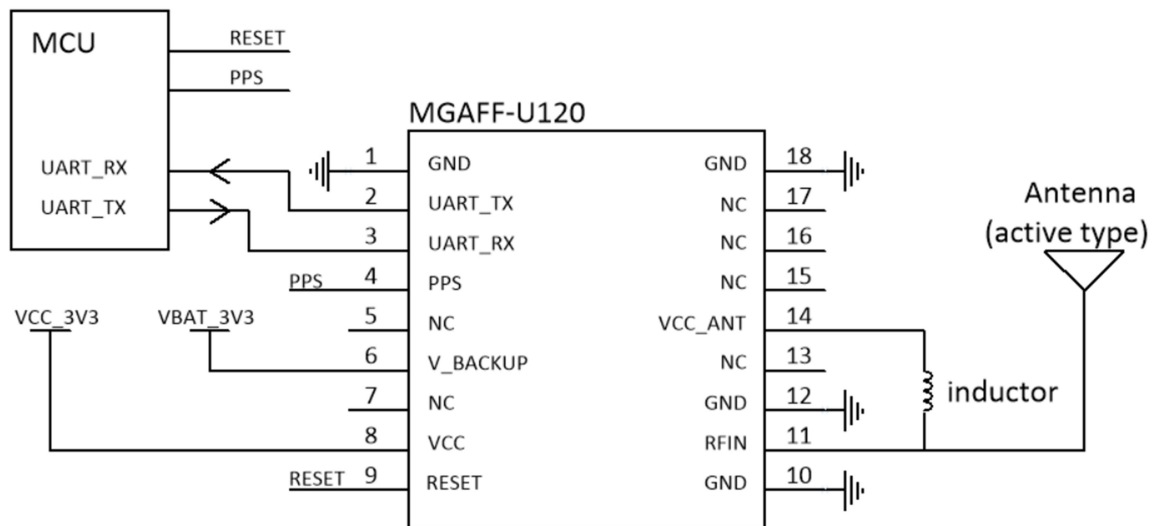 MCU
RESET
PPS
UART_RX
UART_TX
MGAFF-U120
1 GND
2 UART_TX
3 UART_RX
PPS 4 PPS
5 NC
6 V_BACKUP
7 NC
8 VCC
RESET 9 RESET
VCC_3V3
VBAT_3V3
GND 18
NC 17
NC 16
NC 15
VCC_ANT 14
NC 13
GND 12
RFIN 11
GND 10
inductor
Antenna
(active type)